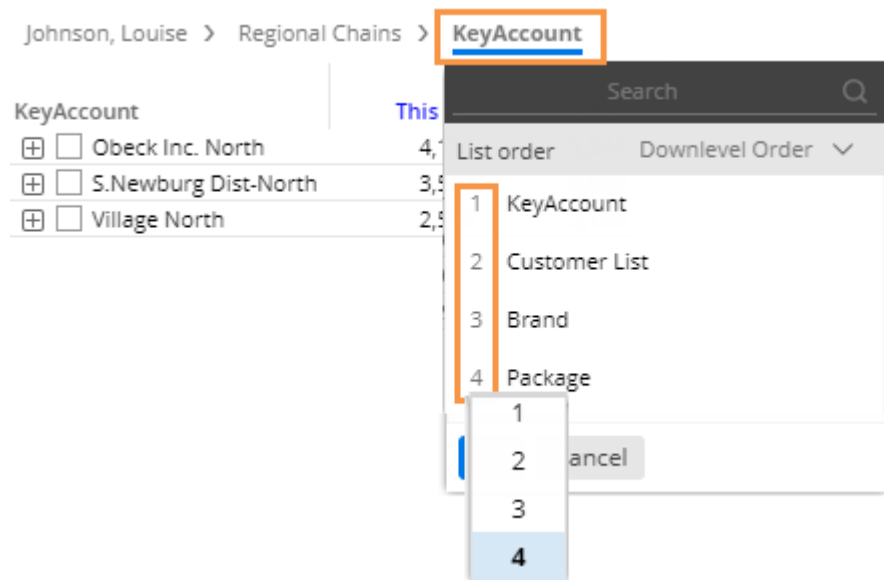 Johnson, Louise > Regional Chains > KeyAccount
Search
KeyAccount
This
List order Downlevel Order
Obeck Inc. North
S.Newburg Dist-North
Village North
1 KeyAccount
2 Customer List
3 Brand
4 Package
1
2
3
4